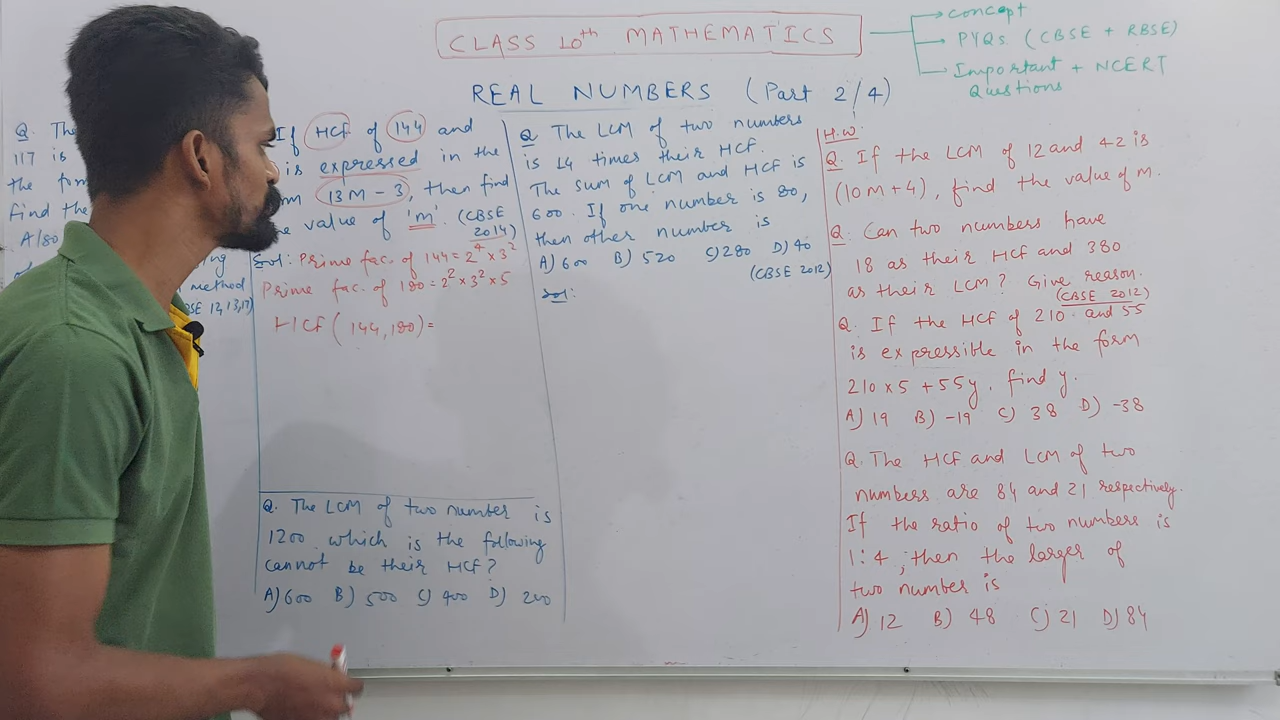 CLASS 10th MATHEMATICS
concept
PYQs (CBSE + RBSE)
Important + NCERT
Questions
REAL NUMBERS (Part 2/4)
Q. The
117 is
the form
Find the
A/80
method
If HCF of 144 and
is expressed in the
13M - 3, then find
value of 'm'. (CBSE
2014)
Sol: Prime fac. of 144 = 2^4 × 3^2
Prime fac. of 180 = 2^2 × 3^2 × 5
HCF (144, 180) =
Q. The LCM of two number is
1200. which is the following
cannot be their HCF?
A) 600 B) 500 C) 400 D) 200
Q The LCM of two numbers
is 14 times their HCF.
The sum of LCM and HCF is
600. If one number is 80,
then other number is
A) 600 B) 520 C) 280 D) 40
(CBSE 2012)
Sol:
H.W.
Q. If the LCM of 12 and 42 is
(10M+4), find the value of m.
Q. Can two numbers have
18 as their HCF and 380
as their LCM? Give reason.
(CBSE 2012)
Q. If the HCF of 210 and 55
is expressible in the form
210 × 5 + 55y, find y.
A) 19 B) -19 C) 38 D) -38
Q. The HCF and LCM of two
numbers are 84 and 21 respectively.
If the ratio of two numbers is
1:4, then the larger of
two number is
A) 12 B) 48 C) 21 D) 84